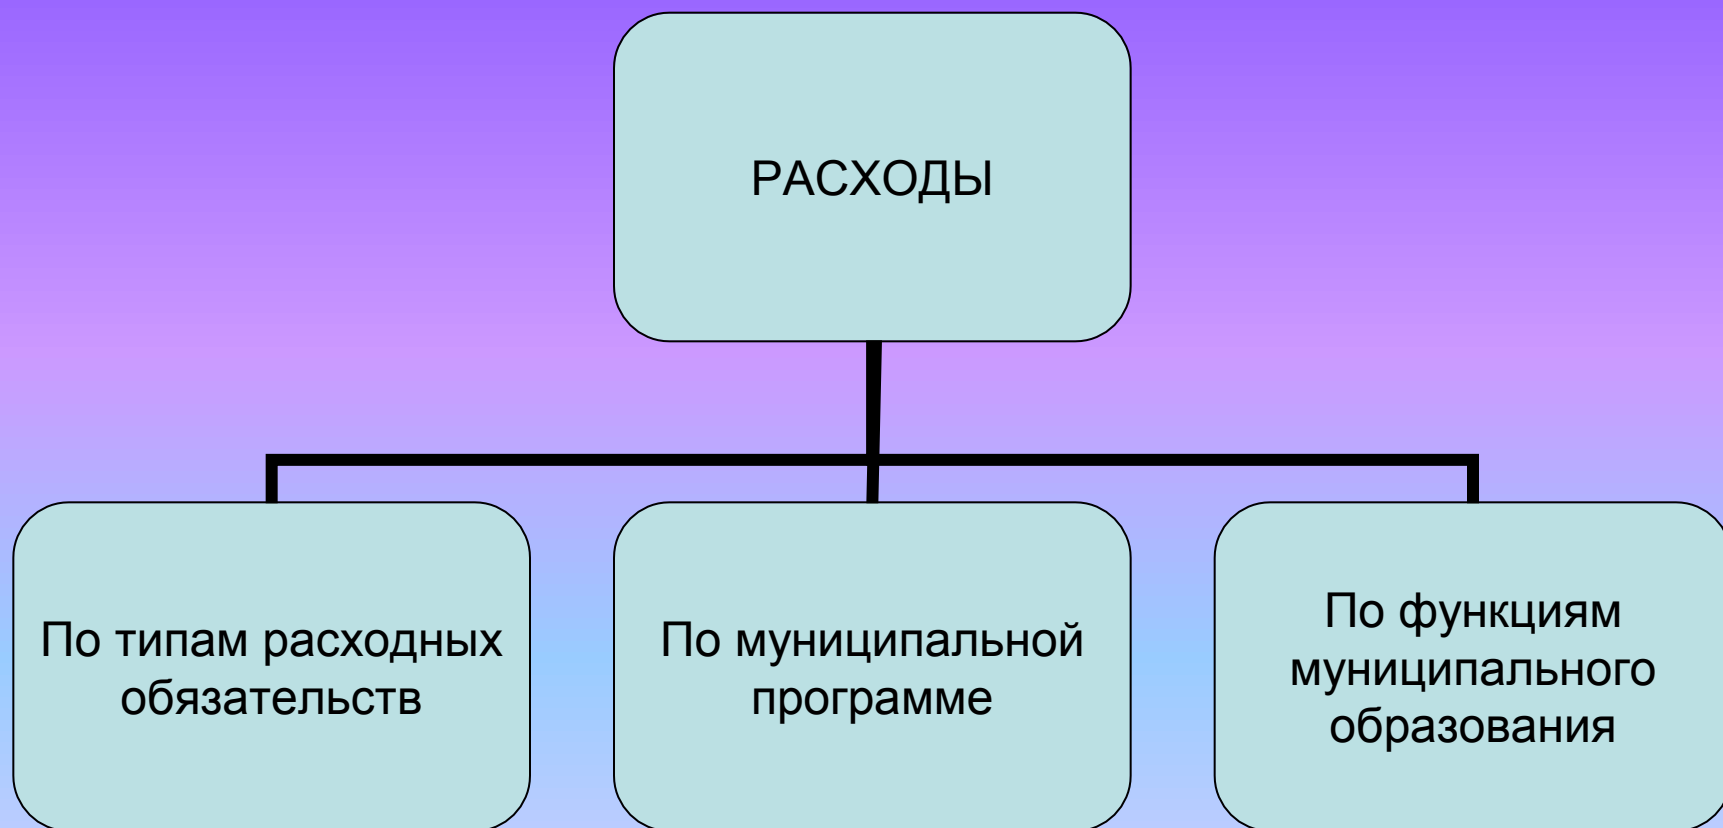 РАСХОДЫ
По типам расходных
обязательств
По муниципальной
программе
По функциям
муниципального
образования